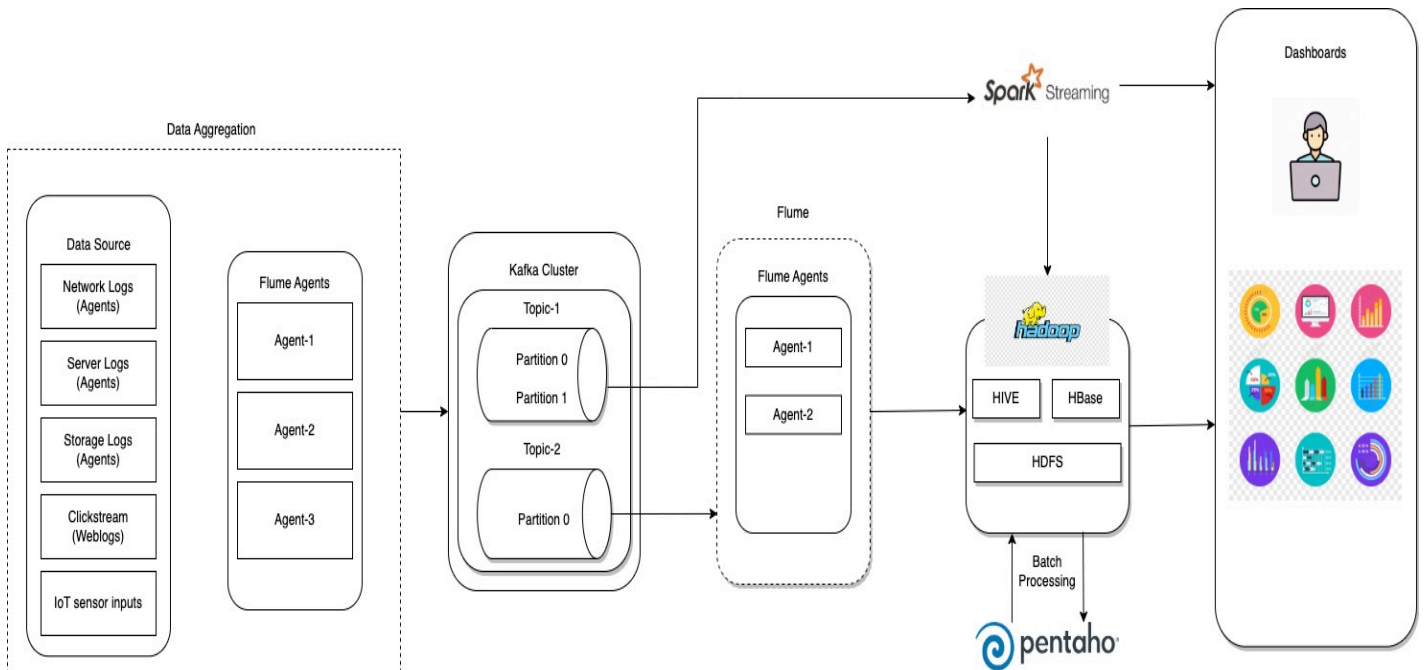 Data Aggregation
Data Source
Network Logs
(Agents)
Server Logs
(Agents)
Storage Logs
(Agents)
Clickstream
(Weblogs)
IoT sensor inputs
Flume Agents
Agent-1
Agent-2
Agent-3
Kafka Cluster
Topic-1
Partition 0
Partition 1
Topic-2
Partition 0
Flume
Flume Agents
Agent-1
Agent-2
Spark Streaming
hadoop
HIVE
HBase
HDFS
Batch
Processing
pentaho
Dashboards